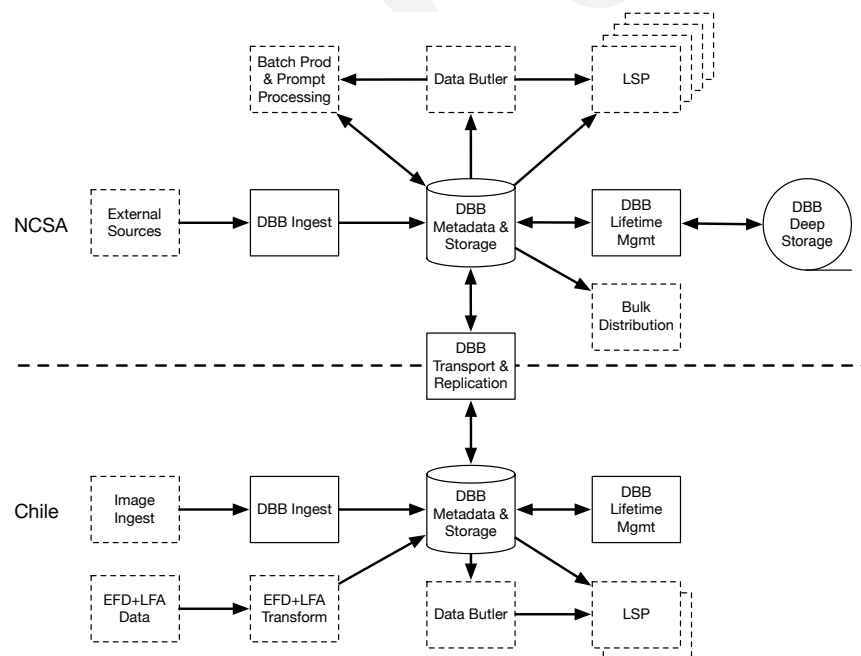 Batch Prod
& Prompt
Processing
Data Butler
LSP
NCSA
External
Sources
DBB Ingest
DBB
Metadata &
Storage
DBB
Lifetime
Mgmt
DBB
Deep
Storage
Bulk
Distribution
DBB
Transport &
Replication
Chile
Image
Ingest
DBB Ingest
DBB
Metadata &
Storage
DBB
Lifetime
Mgmt
EFD+LFA
Data
EFD+LFA
Transform
Data Butler
LSP